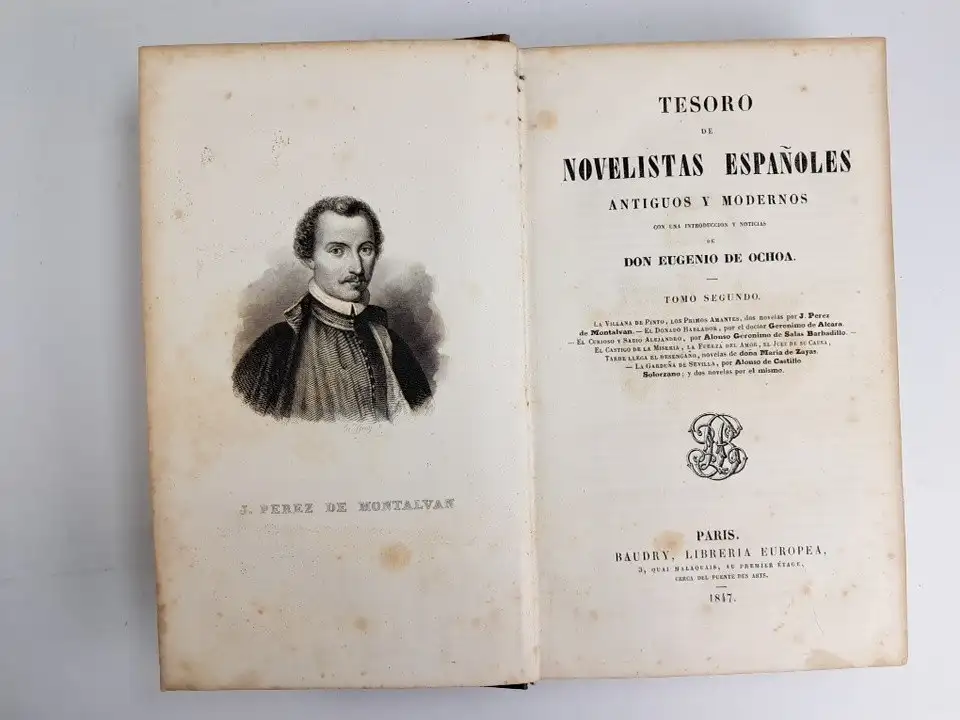 J. PEREZ DE MONTALVAN
TESORO
DE
NOVELISTAS ESPAÑOLES
ANTIGUOS Y MODERNOS
CON UNA INTRODUCCION Y NOTICIAS
DE
DON EUGENIO DE OCHOA.
TOMO SEGUNDO.
LA VILLANA DE PINTO, LOS PRIMOS AMANTES, dos novelas por J. Perez
de Montalvan. — EL DONADO HABLADOR, por el doctor Geronimo de Alcara.
— EL CURIOSO Y SABIO ALEJANDRO, por Alonso Geronimo de Salas Barbadillo. —
EL CASTIGO DE LA MISERIA, LA FUERZA DEL AMOR, EL JUEZ DE SU CAUSA,
TARDE LLEGA EL DESENGAÑO, novelas de doña Maria de Zayas.
— LA GARDUÑA DE SEVILLA, por Alonso de Castillo
Solorzano; y dos novelas por el mismo.
PARIS.
BAUDRY, LIBRERIA EUROPEA,
3, QUAI MALAQUAIS, AU PREMIER ÉTAGE,
CERCA DEL PUENTE DES ARTS.
1847.